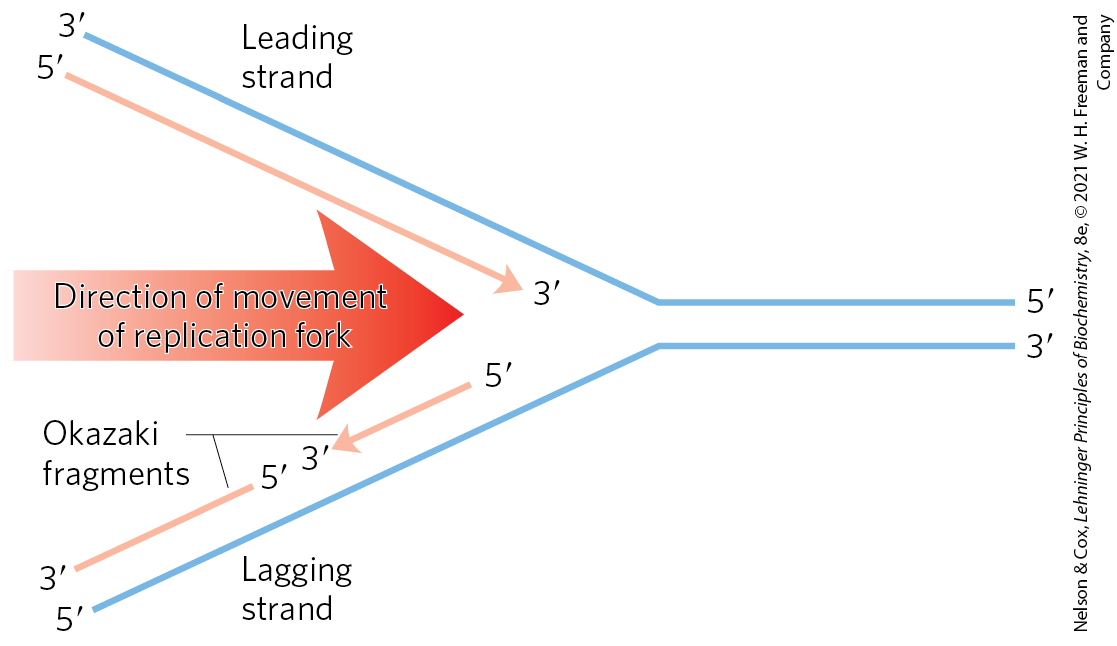 3′
5′
Leading
strand
Direction of movement
of replication fork
3′
5′
3′
5′
Okazaki
fragments
3′
5′
3′
5′
Lagging
strand
Nelson & Cox, Lehninger Principles of Biochemistry, 8e, © 2021 W. H. Freeman and
Company